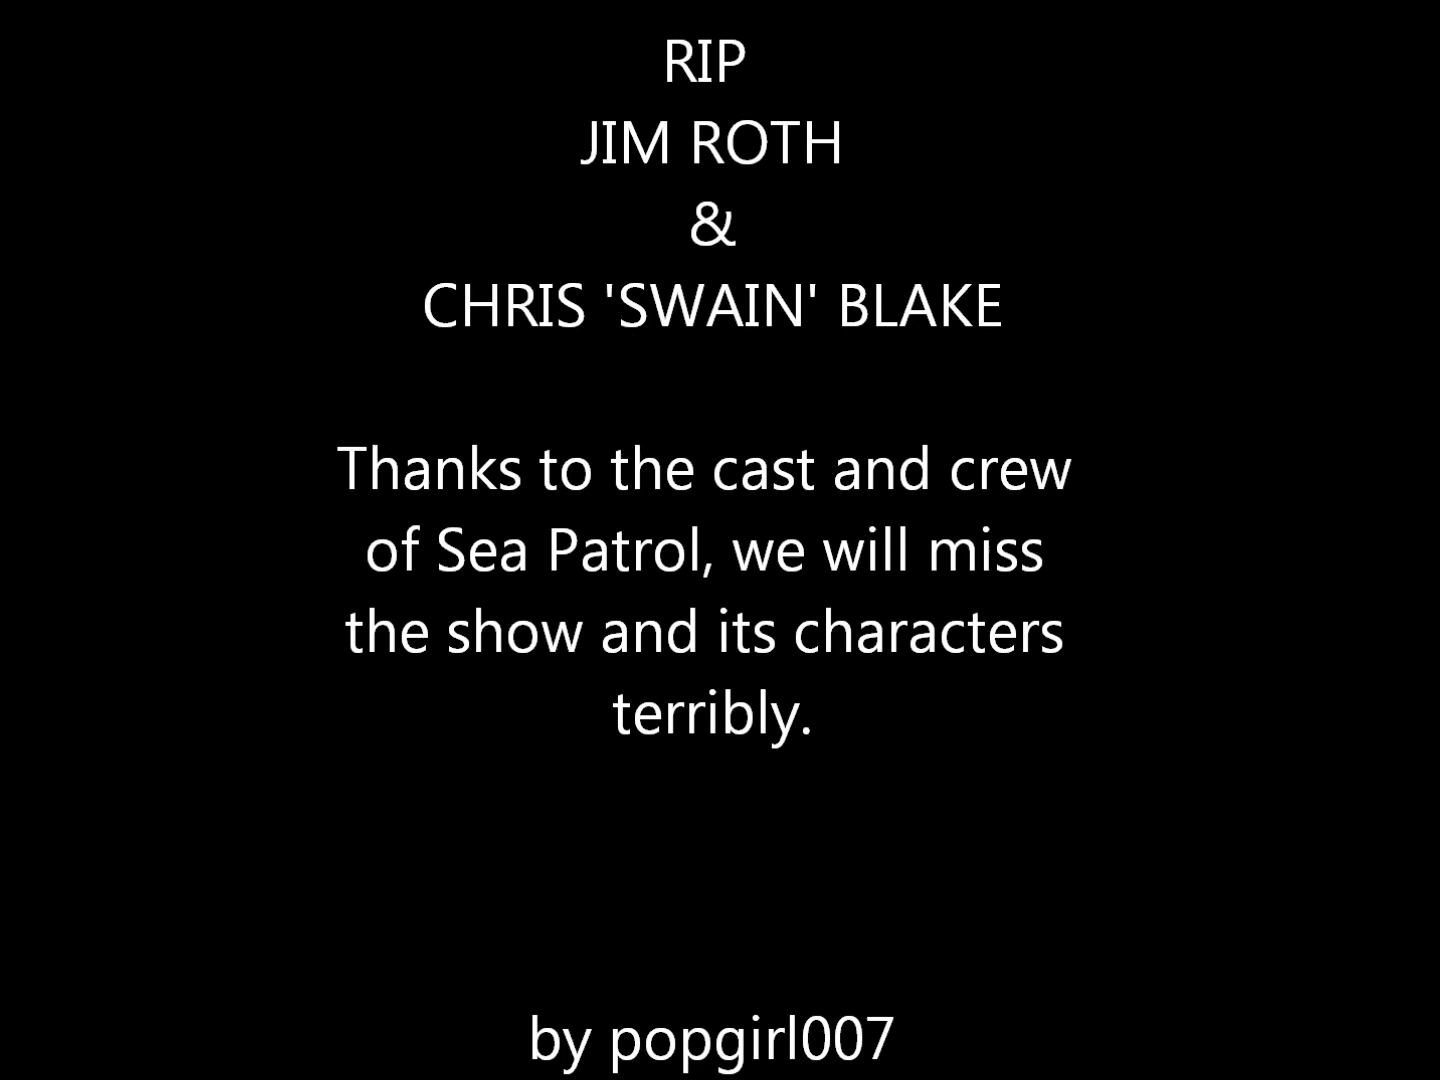 RIP
JIM ROTH
&
CHRIS 'SWAIN' BLAKE
Thanks to the cast and crew
of Sea Patrol, we will miss
the show and its characters
terribly.
by popgirl007